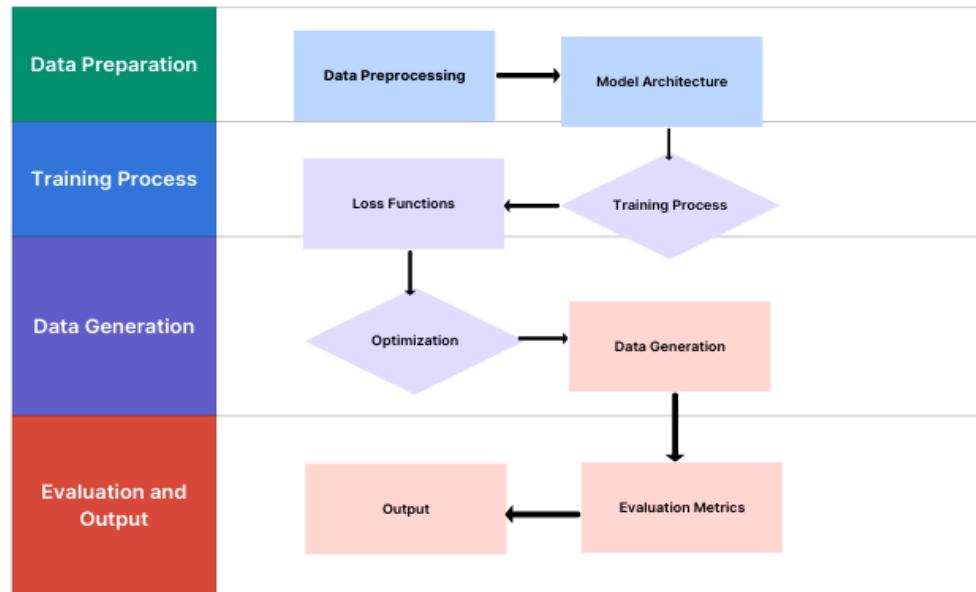 Data Preparation
Data Preprocessing
Model Architecture
Training Process
Loss Functions
Training Process
Data Generation
Optimization
Data Generation
Evaluation and
Output
Output
Evaluation Metrics